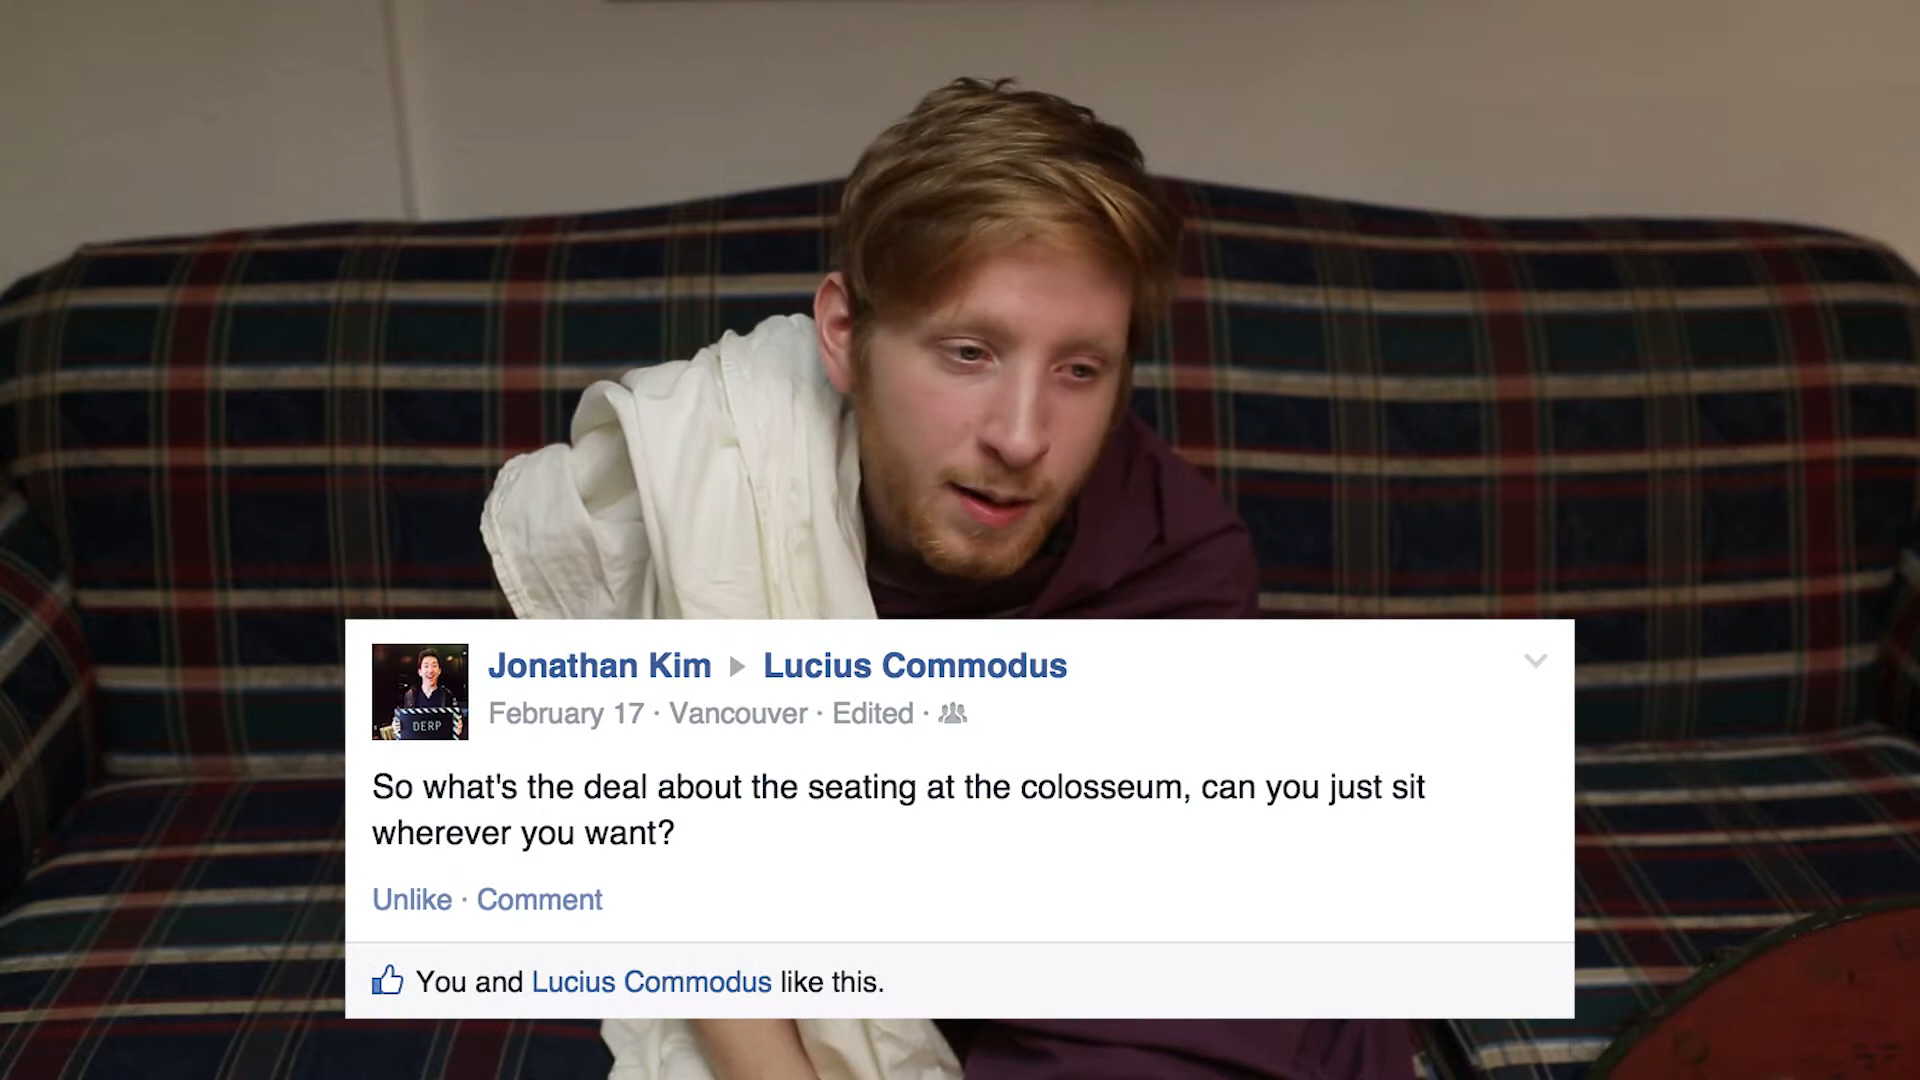 Jonathan Kim ▸ Lucius Commodus
February 17 · Vancouver · Edited ·
DERP
So what's the deal about the seating at the colosseum, can you just sit
wherever you want?
Unlike · Comment
You and Lucius Commodus like this.